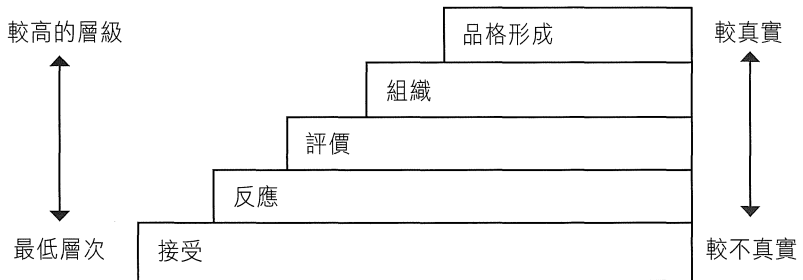 較高的層級
品格形成
較真實
組織
評價
反應
最低層次
接受
較不真實